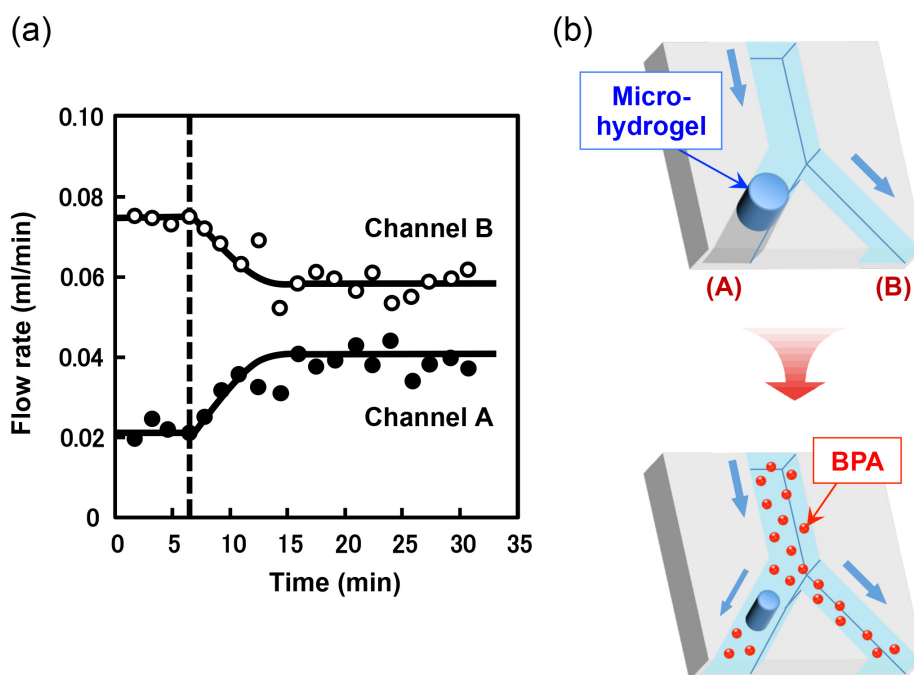 (a)
0.10
0.08
0.06
0.04
0.02
0
Flow rate (ml/min)
Channel B
Channel A
0 5 10 15 20 25 30 35
Time (min)
(b)
Micro-
hydrogel
(A) (B)
BPA